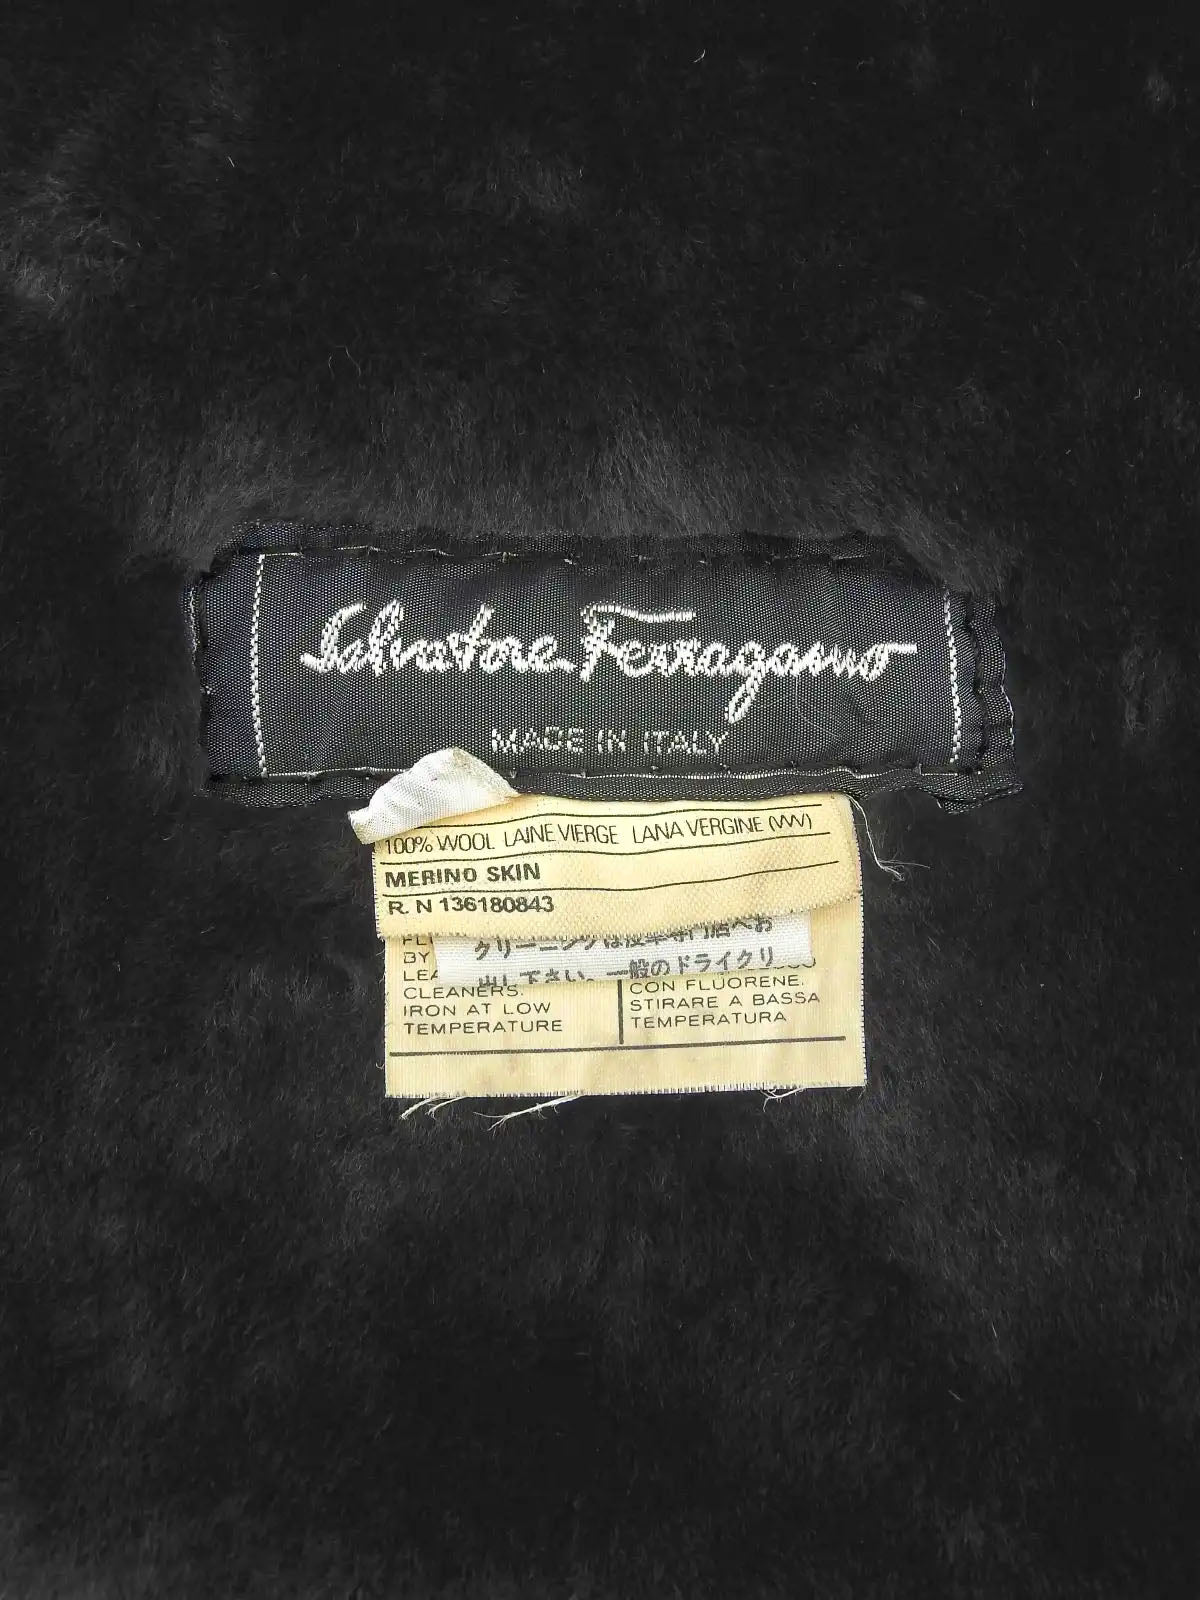 Salvatore Ferragamo
MADE IN ITALY
100% WOOL LAINE VIERGE LANA VERGINE (WV)
MERINO SKIN
R. N 136180843
クリーニングは皮革専門店へお
出し下さい。一般のドライクリ
BY
CLEANERS.
IRON AT LOW
TEMPERATURE
CON FLUORENE.
STIRARE A BASSA
TEMPERATURA